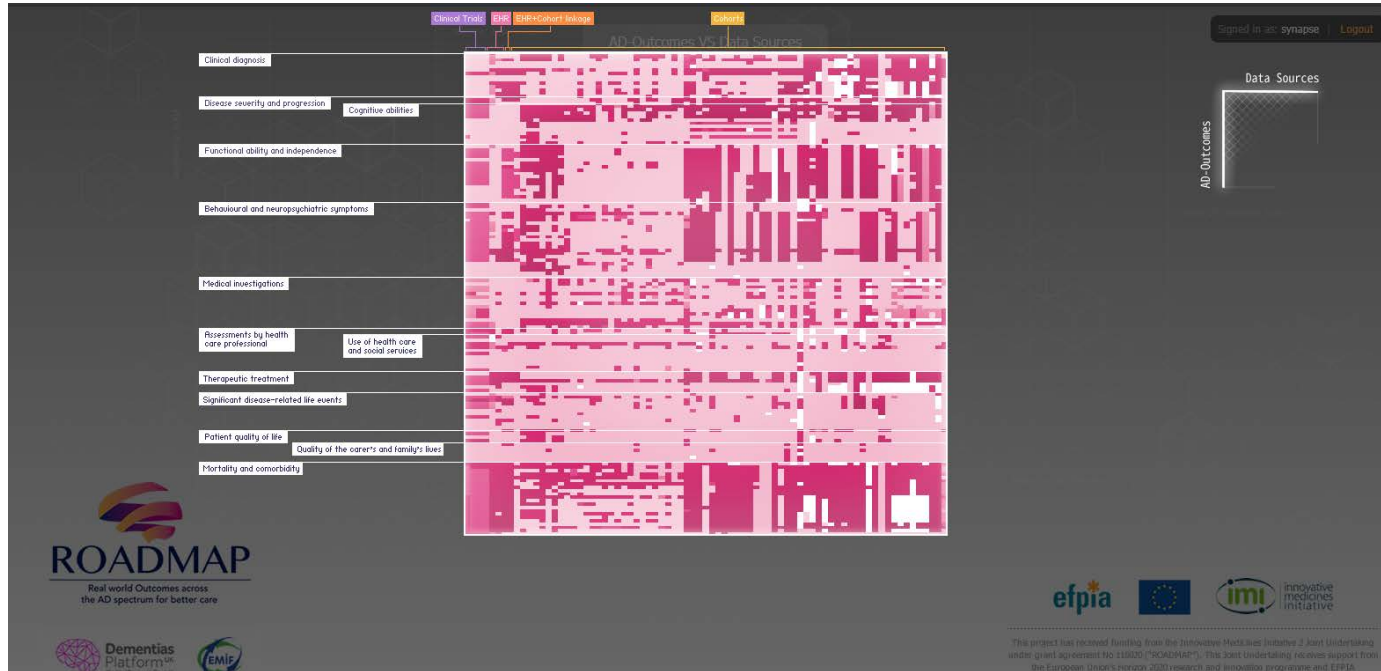 Clinical Trials
EHR
EHR+Cohort linkage
Cohorts
AD-Outcomes VS Data Sources
Signed in as: synapse | Logout
Data Sources
AD-Outcomes
Clinical diagnosis
Disease severity and progression
Cognitive abilities
Functional ability and independence
Behavioural and neuropsychiatric symptoms
Medical investigations
Assessments by health
care professional
Use of health care
and social services
Therapeutic treatment
Significant disease-related life events
Patient quality of life
Quality of the carer's and family's lives
Mortality and comorbidity
ROADMAP
Real world Outcomes across
the AD spectrum for better care
Dementias
Platform UK
EMIF
efpia
imi
innovative
medicines
initiative
This project has received funding from the Innovative Medicines Initiative 2 Joint Undertaking
under grant agreement No 116020 ("ROADMAP"). This Joint Undertaking receives support from
the European Union's Horizon 2020 research and innovation programme and EFPIA.